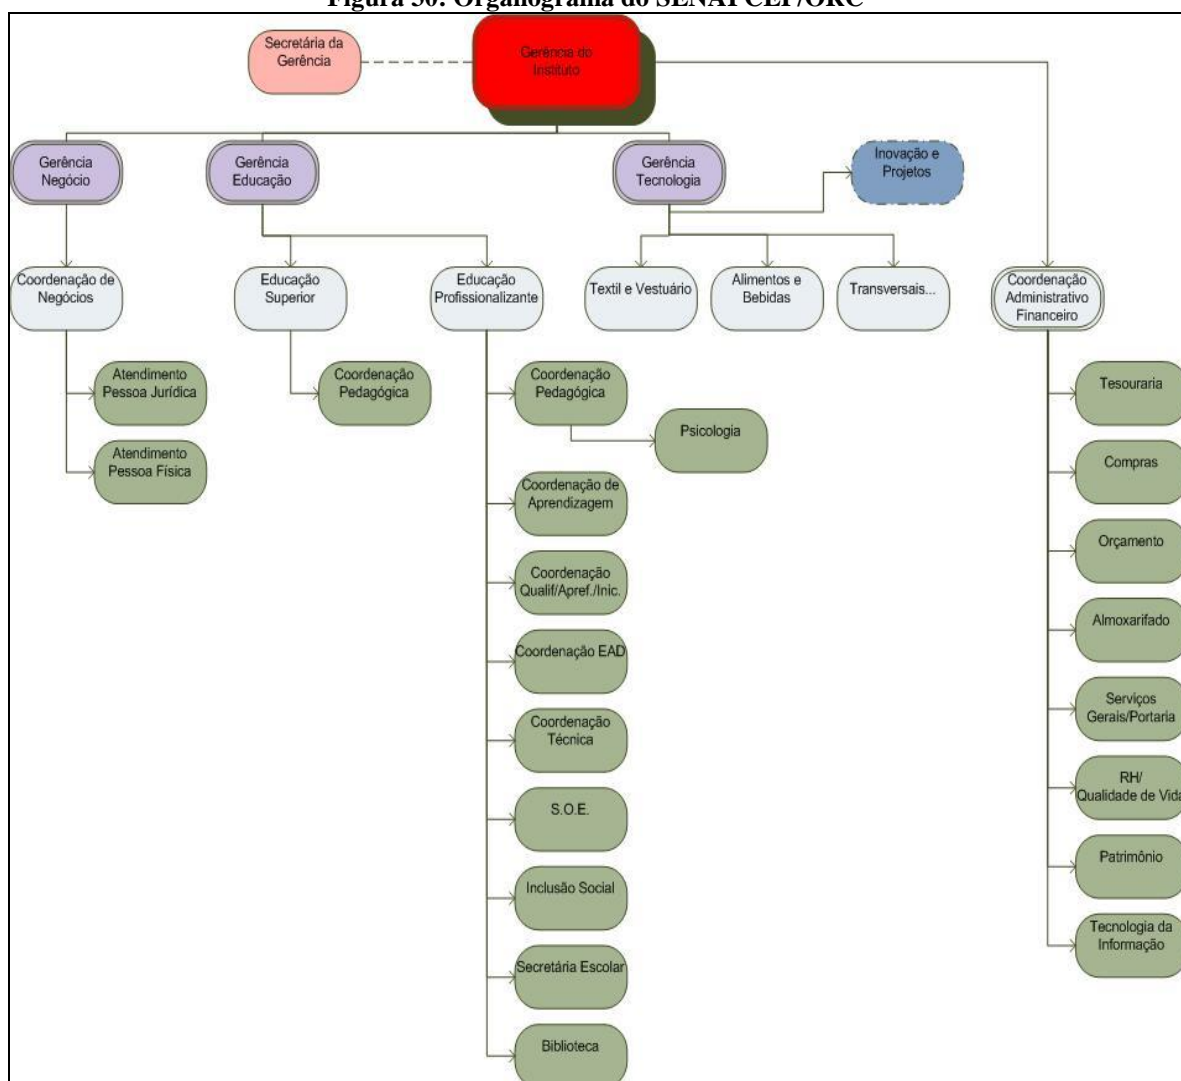 Figura 30: Organograma do SENAI CEP/ORC
Secretária da
Gerência
Gerência do
Instituto
Gerência
Negócio
Gerência
Educação
Gerência
Tecnologia
Inovação e
Projetos
Coordenação de
Negócios
Educação
Superior
Educação
Profissionalizante
Textil e Vestuário
Alimentos e
Bebidas
Transversais...
Coordenação
Administrativo
Financeiro
Atendimento
Pessoa Jurídica
Atendimento
Pessoa Física
Coordenação
Pedagógica
Coordenação
Pedagógica
Psicologia
Coordenação de
Aprendizagem
Coordenação
Qualif/Apref./Inic.
Coordenação EAD
Coordenação
Técnica
S.O.E.
Inclusão Social
Secretária Escolar
Biblioteca
Tesouraria
Compras
Orçamento
Almoxarifado
Serviços
Gerais/Portaria
RH/
Qualidade de Vida
Patrimônio
Tecnologia da
Informação